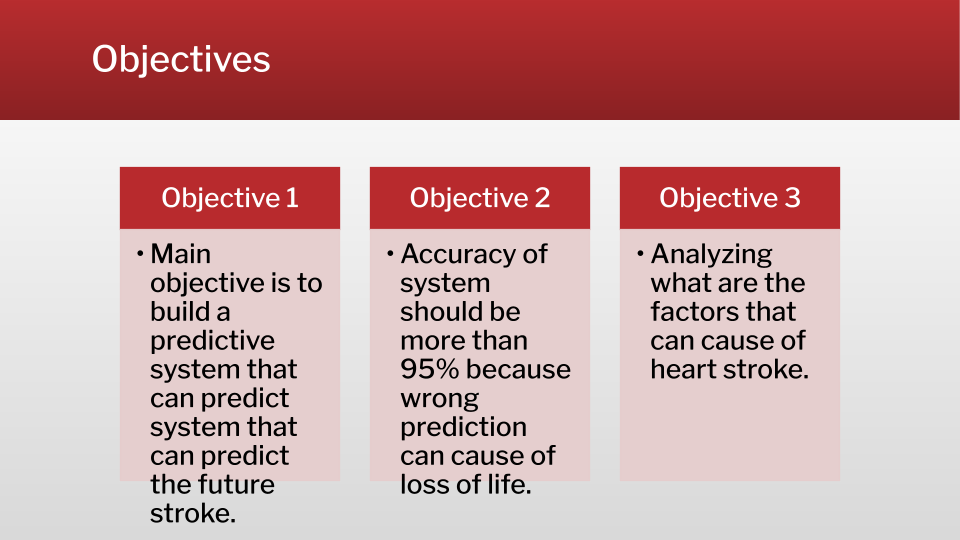 Objectives
Objective 1
• Main
objective is to
build a
predictive
system that
can predict
system that
can predict
the future
stroke.
Objective 2
• Accuracy of
system
should be
more than
95% because
wrong
prediction
can cause of
loss of life.
Objective 3
• Analyzing
what are the
factors that
can cause of
heart stroke.